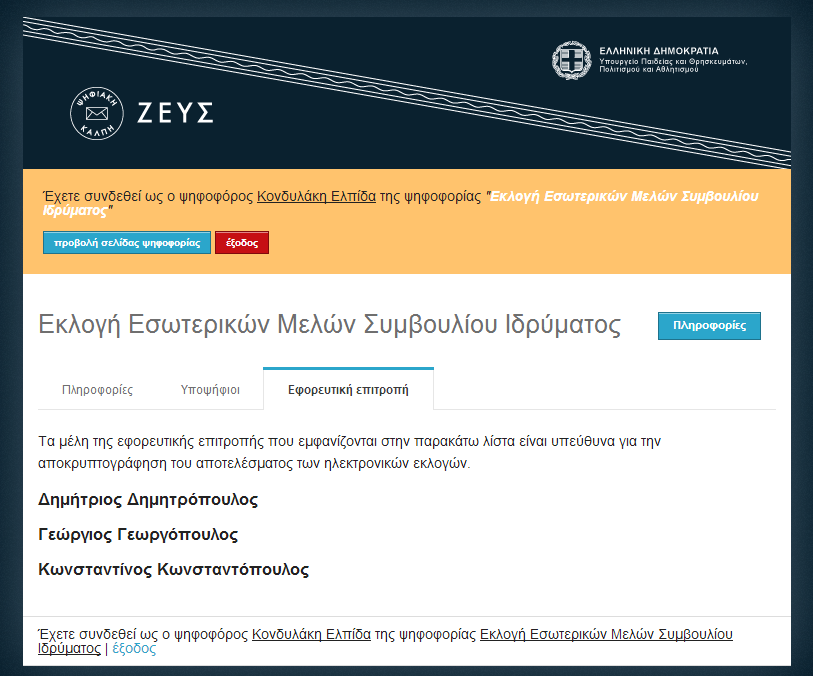 ΕΛΛΗΝΙΚΗ ΔΗΜΟΚΡΑΤΙΑ
Υπουργείο Παιδείας και Θρησκευμάτων,
Πολιτισμού και Αθλητισμού
ΨΗΦΙΑΚΗ
ΚΑΛΠΗ
ΖΕΥΣ
Έχετε συνδεθεί ως ο ψηφοφόρος Κονδυλάκη Ελπίδα της ψηφοφορίας "Εκλογή Εσωτερικών Μελών Συμβουλίου
Ιδρύματος"
προβολή σελίδας ψηφοφορίας έξοδος
Εκλογή Εσωτερικών Μελών Συμβουλίου Ιδρύματος Πληροφορίες
Πληροφορίες Υποψήφιοι Εφορευτική επιτροπή
Τα μέλη της εφορευτικής επιτροπής που εμφανίζονται στην παρακάτω λίστα είναι υπεύθυνα για την
αποκρυπτογράφηση του αποτελέσματος των ηλεκτρονικών εκλογών.
Δημήτριος Δημητρόπουλος
Γεώργιος Γεωργόπουλος
Κωνσταντίνος Κωνσταντόπουλος
Έχετε συνδεθεί ως ο ψηφοφόρος Κονδυλάκη Ελπίδα της ψηφοφορίας Εκλογή Εσωτερικών Μελών Συμβουλίου
Ιδρύματος | έξοδος